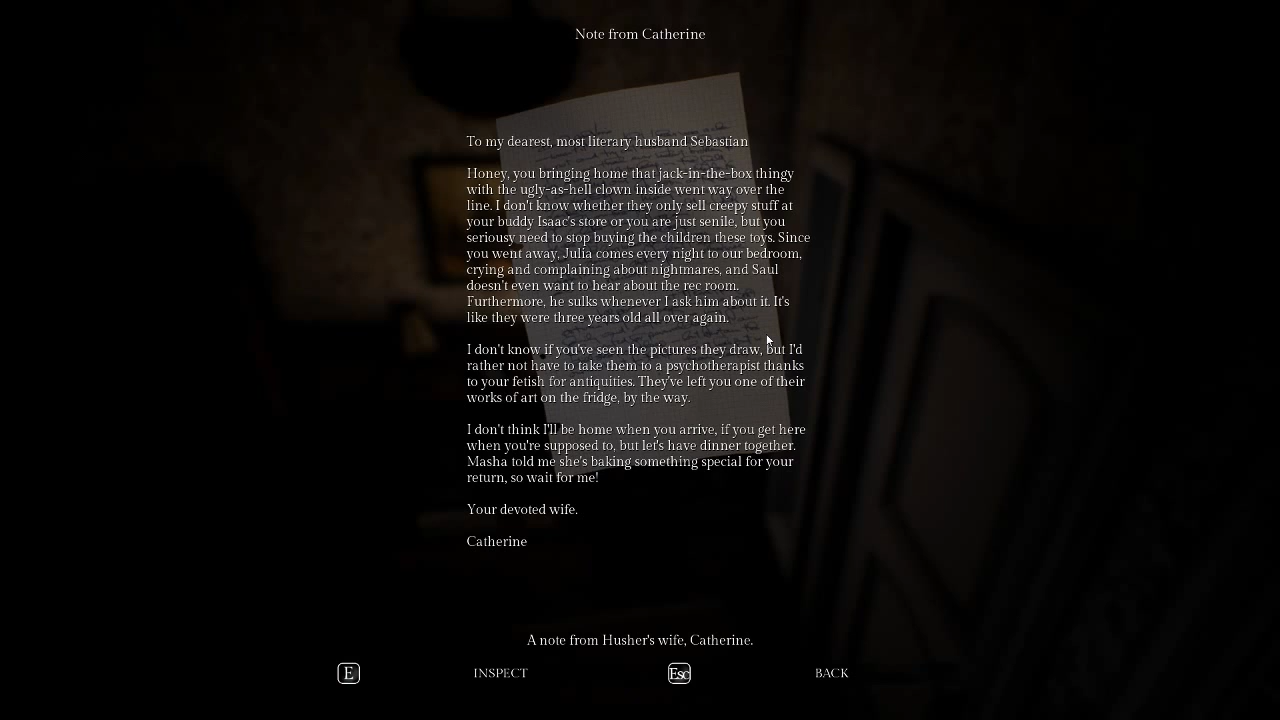 Note from Catherine
To my dearest, most literary husband Sebastian
Honey, you bringing home that jack-in-the-box thingy
with the ugly-as-hell clown inside went way over the
line. I don't know whether they only sell creepy stuff at
your buddy Isaac's store or you are just senile, but you
seriousy need to stop buying the children these toys. Since
you went away, Julia comes every night to our bedroom,
crying and complaining about nightmares, and Saul
doesn't even want to hear about the rec room.
Furthermore, he sulks whenever I ask him about it. It's
like they were three years old all over again.
I don't know if you've seen the pictures they draw, but I'd
rather not have to take them to a psychotherapist thanks
to your fetish for antiquities. They've left you one of their
works of art on the fridge, by the way.
I don't think I'll be home when you arrive, if you get here
when you're supposed to, but let's have dinner together.
Masha told me she's baking something special for your
return, so wait for me!
Your devoted wife.
Catherine
A note from Husher's wife, Catherine.
E INSPECT Esc BACK